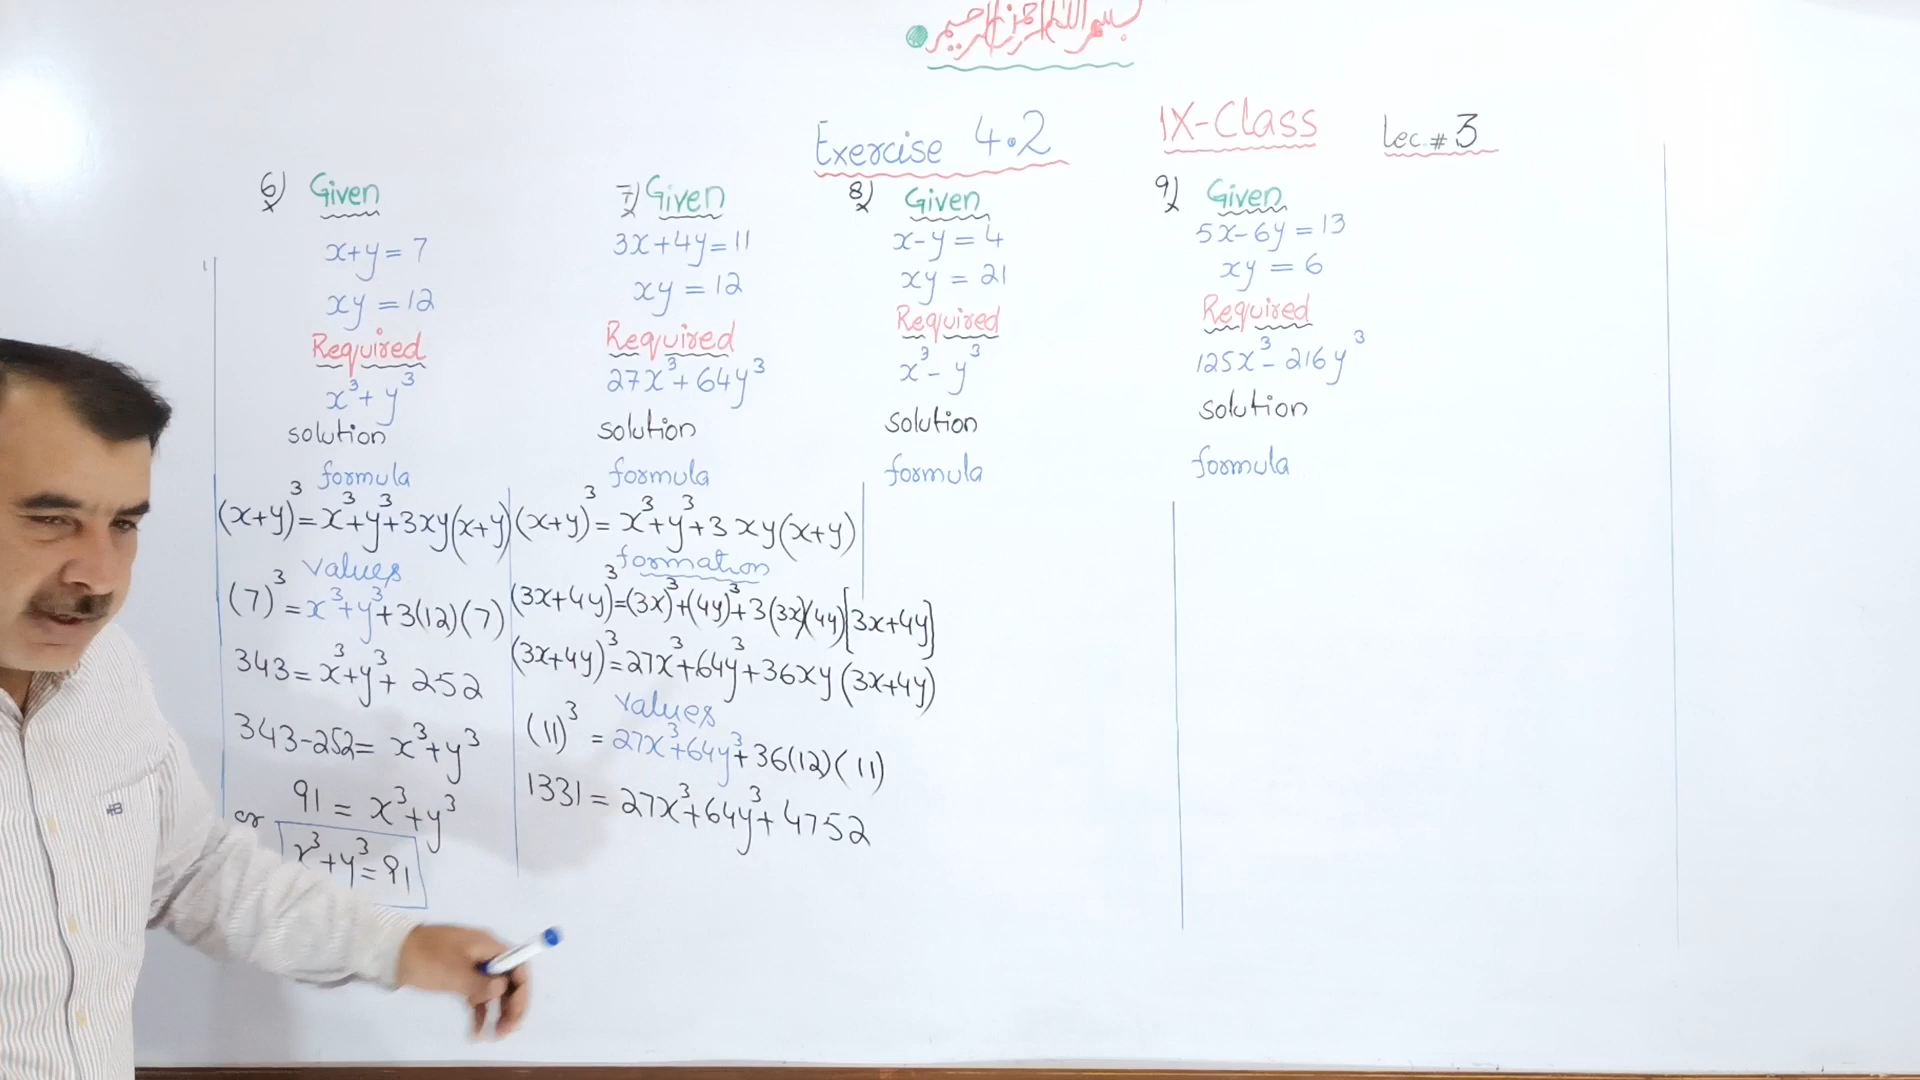 بسم الله الرحمن الرحيم
Exercise 4.2
IX-Class
Lec.# 3
6) Given
x+y = 7
xy = 12
Required
x³+ y³
solution
formula
(x+y)³ = x³+y³+3xy(x+y)
values
(7)³ = x³+y³+3(12)(7)
343 = x³+y³+ 252
343-252 = x³+y³
91 = x³+y³
or x³+y³ = 91
7) Given
3x+4y = 11
xy = 12
Required
27x³+ 64y³
solution
formula
(x+y)³ = x³+y³+3xy(x+y)
formation
(3x+4y)³=(3x)³+(4y)³+3(3x)(4y)[3x+4y]
(3x+4y)³=27x³+64y³+36xy(3x+4y)
values
(11)³ = 27x³+64y³+36(12)(11)
1331 = 27x³+64y³+4752
8) Given
x-y = 4
xy = 21
Required
x³- y³
solution
formula
9) Given
5x-6y = 13
xy = 6
Required
125x³- 216y³
solution
formula